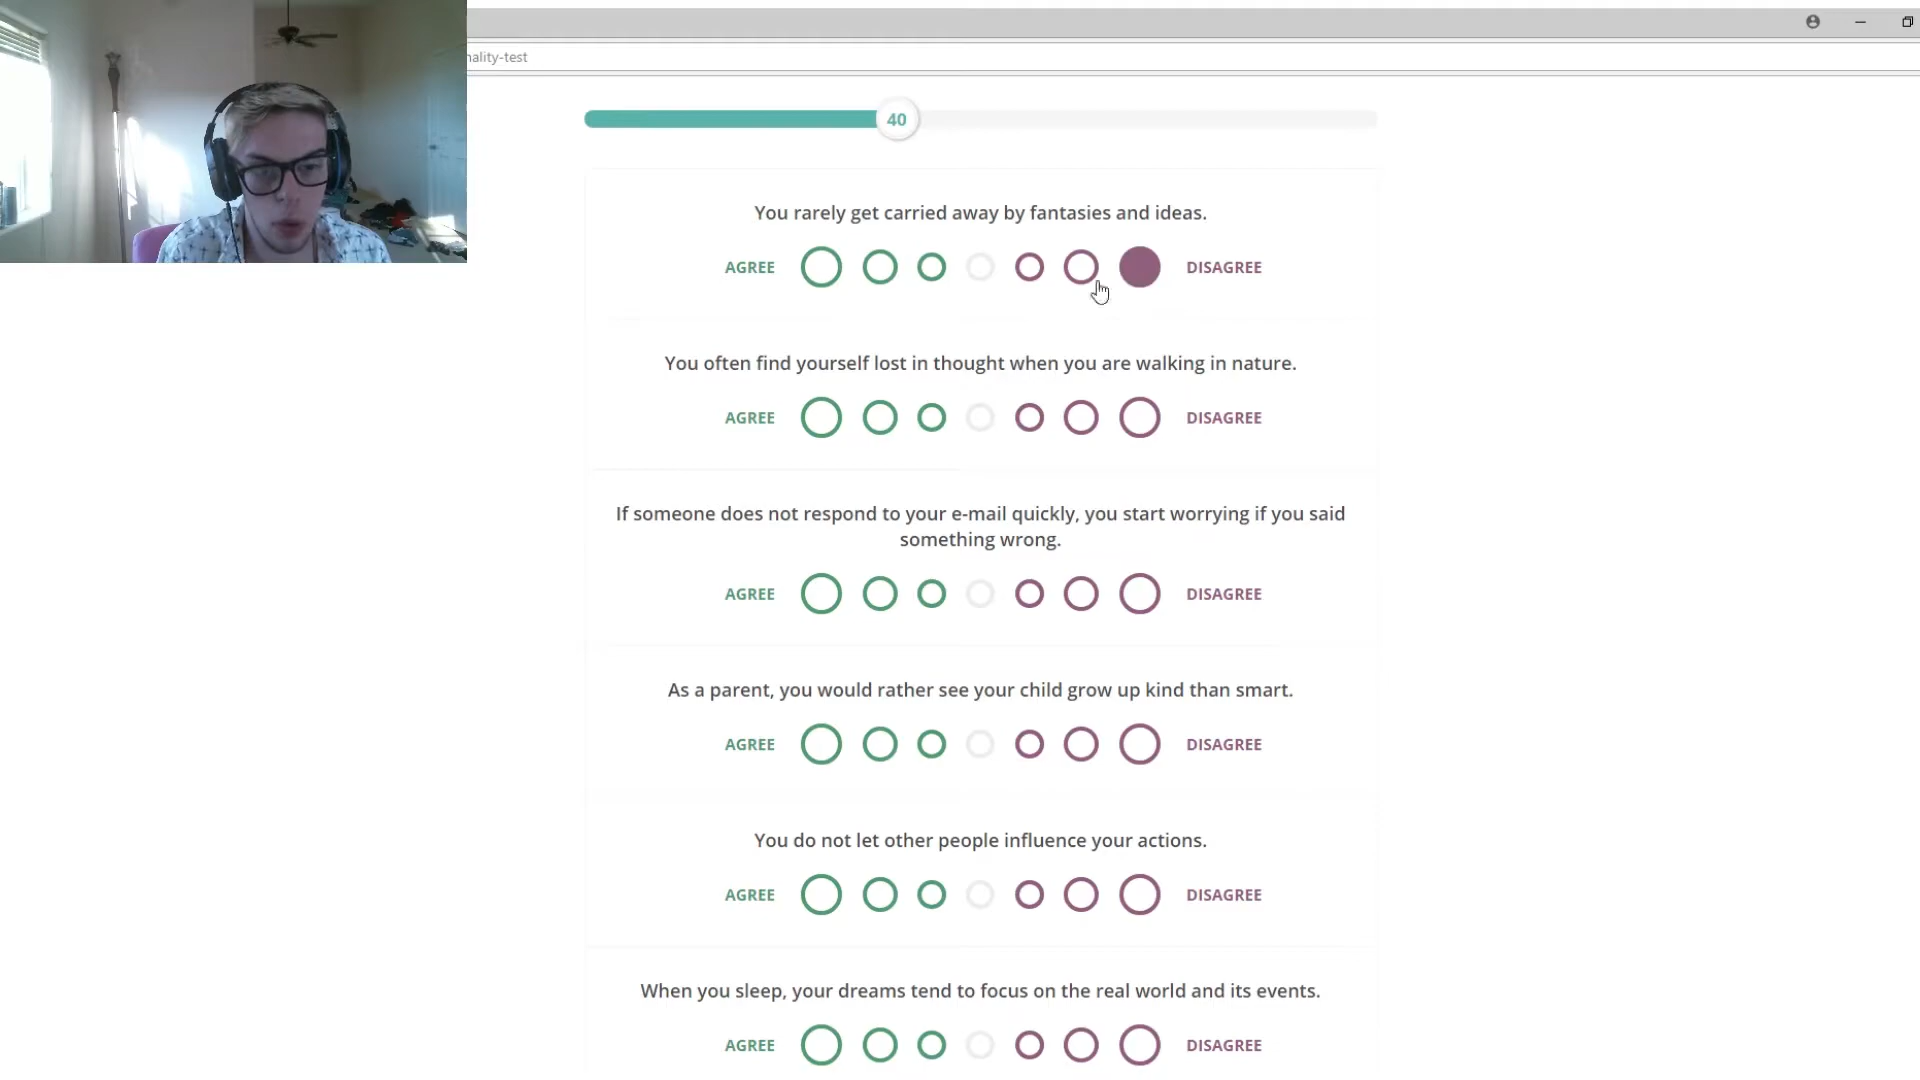 nality-test
40
You rarely get carried away by fantasies and ideas.
AGREE DISAGREE
You often find yourself lost in thought when you are walking in nature.
AGREE DISAGREE
If someone does not respond to your e-mail quickly, you start worrying if you said
something wrong.
AGREE DISAGREE
As a parent, you would rather see your child grow up kind than smart.
AGREE DISAGREE
You do not let other people influence your actions.
AGREE DISAGREE
When you sleep, your dreams tend to focus on the real world and its events.
AGREE DISAGREE